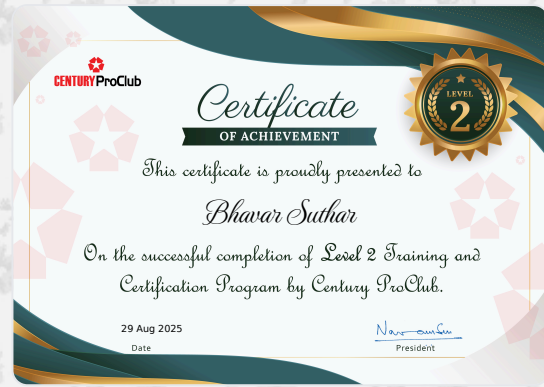 CENTURY ProClub
Certificate
OF ACHIEVEMENT
LEVEL
2
This certificate is proudly presented to
Bhavar Suthar
On the successful completion of Level 2 Training and
Certification Program by Century ProClub.
29 Aug 2025
Date
President